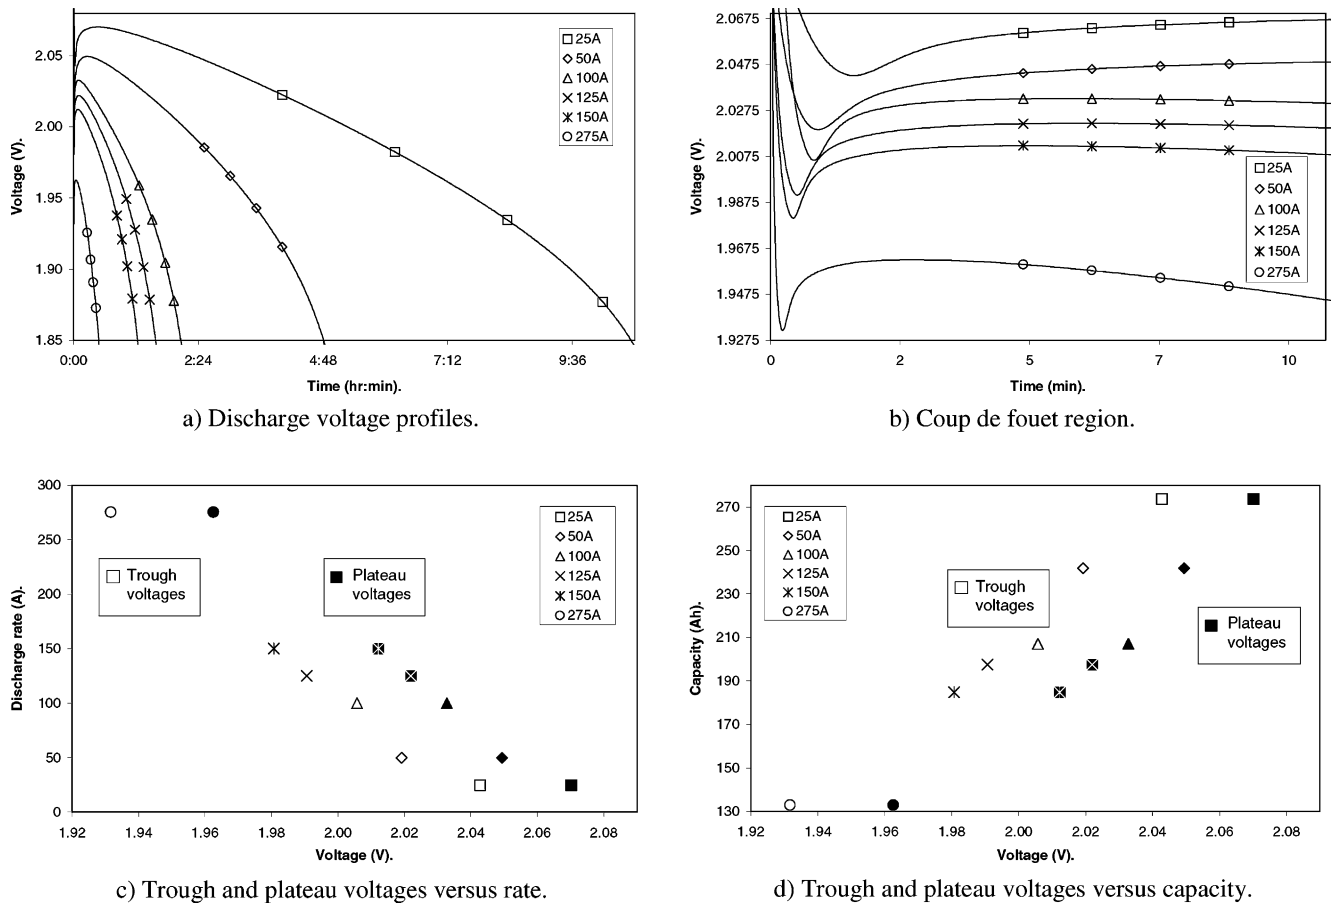 2.05
2.00
1.95
1.90
1.85
Voltage (V).
0:00
2:24
4:48
7:12
9:36
Time (hr:min).
25A
50A
100A
125A
150A
275A
a) Discharge voltage profiles.
2.0675
2.0475
2.0275
2.0075
1.9875
1.9675
1.9475
1.9275
Voltage (V).
0
2
5
7
10
Time (min).
25A
50A
100A
125A
150A
275A
b) Coup de fouet region.
300
250
200
150
100
50
0
Discharge rate (A).
1.92
1.94
1.96
1.98
2.00
2.02
2.04
2.06
2.08
Voltage (V).
Trough
voltages
Plateau
voltages
25A
50A
100A
125A
150A
275A
c) Trough and plateau voltages versus rate.
270
250
230
210
190
170
150
130
Capacity (Ah).
1.92
1.94
1.96
1.98
2.00
2.02
2.04
2.06
2.08
Voltage (V).
25A
50A
100A
125A
150A
275A
Trough
voltages
Plateau
voltages
d) Trough and plateau voltages versus capacity.